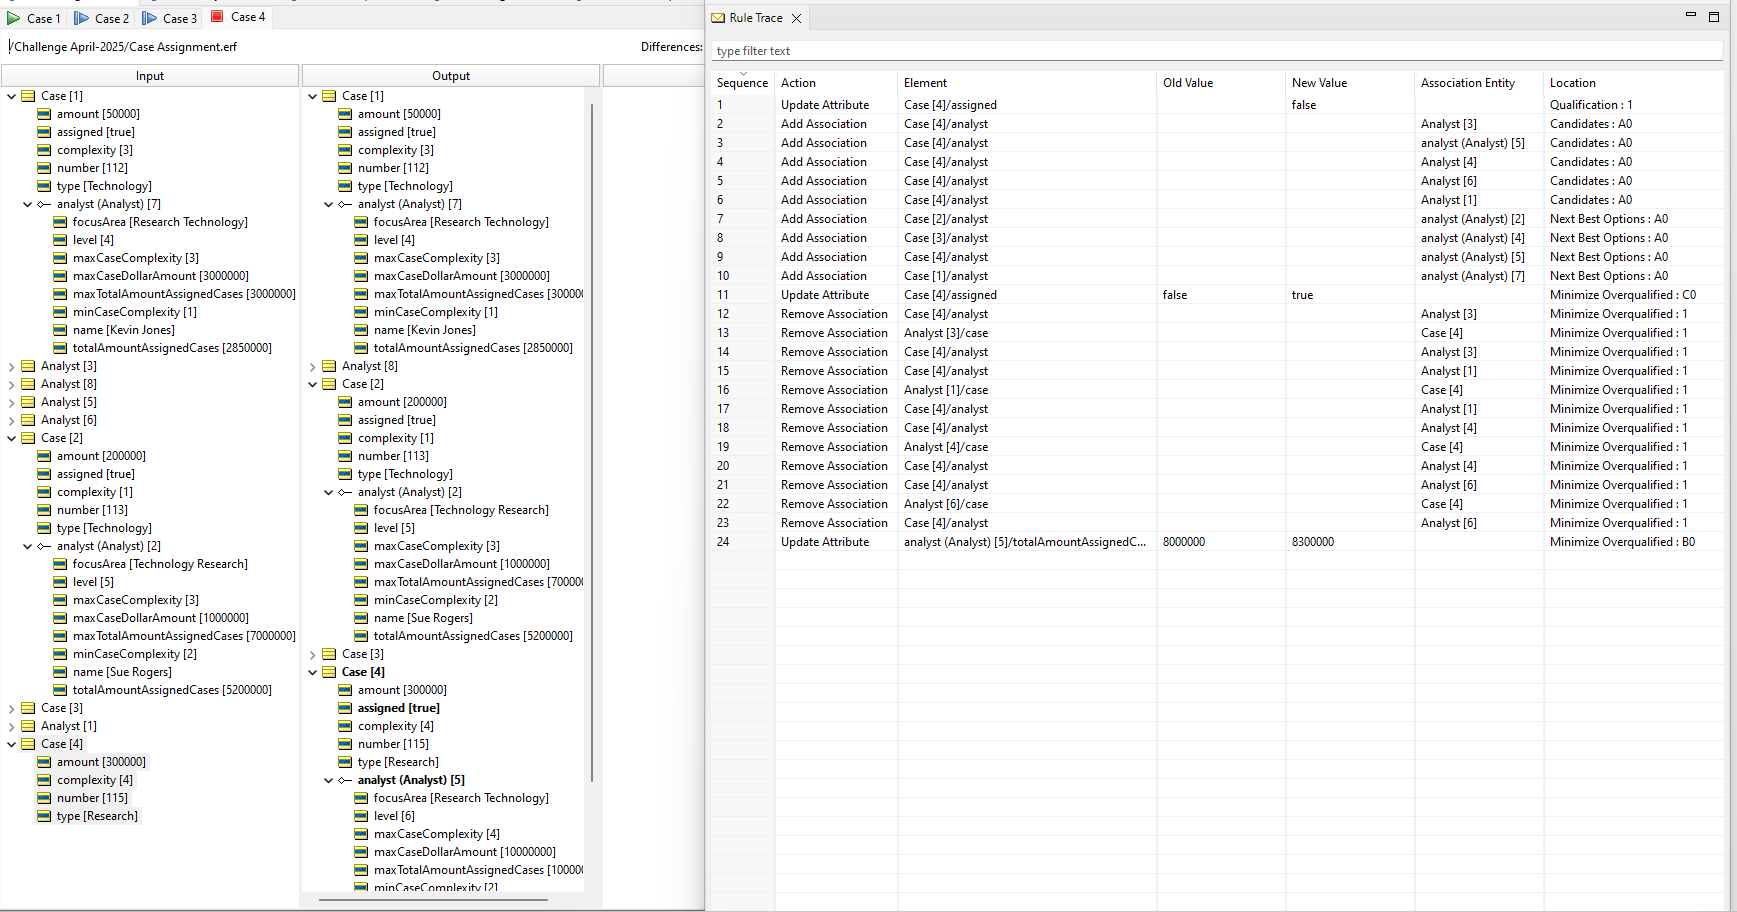 Case 1 Case 2 Case 3 Case 4
/Challenge April-2025/Case Assignment.erf Differences:
Input
Case [1]
amount [50000]
assigned [true]
complexity [3]
number [112]
type [Technology]
analyst (Analyst) [7]
focusArea [Research Technology]
level [4]
maxCaseComplexity [3]
maxCaseDollarAmount [3000000]
maxTotalAmountAssignedCases [3000000]
minCaseComplexity [1]
name [Kevin Jones]
totalAmountAssignedCases [2850000]
Analyst [3]
Analyst [8]
Analyst [5]
Analyst [6]
Case [2]
amount [200000]
assigned [true]
complexity [1]
number [113]
type [Technology]
analyst (Analyst) [2]
focusArea [Technology Research]
level [5]
maxCaseComplexity [3]
maxCaseDollarAmount [1000000]
maxTotalAmountAssignedCases [7000000]
minCaseComplexity [2]
name [Sue Rogers]
totalAmountAssignedCases [5200000]
Case [3]
Analyst [1]
Case [4]
amount [300000]
complexity [4]
number [115]
type [Research]
Output
Case [1]
amount [50000]
assigned [true]
complexity [3]
number [112]
type [Technology]
analyst (Analyst) [7]
focusArea [Research Technology]
level [4]
maxCaseComplexity [3]
maxCaseDollarAmount [3000000]
maxTotalAmountAssignedCases [30000
minCaseComplexity [1]
name [Kevin Jones]
totalAmountAssignedCases [2850000]
Analyst [8]
Case [2]
amount [200000]
assigned [true]
complexity [1]
number [113]
type [Technology]
analyst (Analyst) [2]
focusArea [Technology Research]
level [5]
maxCaseComplexity [3]
maxCaseDollarAmount [1000000]
maxTotalAmountAssignedCases [70000
minCaseComplexity [2]
name [Sue Rogers]
totalAmountAssignedCases [5200000]
Case [3]
Case [4]
amount [300000]
assigned [true]
complexity [4]
number [115]
type [Research]
analyst (Analyst) [5]
focusArea [Research Technology]
level [6]
maxCaseComplexity [4]
maxCaseDollarAmount [10000000]
maxTotalAmountAssignedCases [10000
minCaseComplexity [2]
Rule Trace
type filter text
Sequence Action Element Old Value New Value Association Entity Location
1 Update Attribute Case [4]/assigned false Qualification : 1
2 Add Association Case [4]/analyst Analyst [3] Candidates : A0
3 Add Association Case [4]/analyst analyst (Analyst) [5] Candidates : A0
4 Add Association Case [4]/analyst Analyst [4] Candidates : A0
5 Add Association Case [4]/analyst Analyst [6] Candidates : A0
6 Add Association Case [4]/analyst Analyst [1] Candidates : A0
7 Add Association Case [2]/analyst analyst (Analyst) [2] Next Best Options : A0
8 Add Association Case [3]/analyst analyst (Analyst) [4] Next Best Options : A0
9 Add Association Case [4]/analyst analyst (Analyst) [5] Next Best Options : A0
10 Add Association Case [1]/analyst analyst (Analyst) [7] Next Best Options : A0
11 Update Attribute Case [4]/assigned false true Minimize Overqualified : C0
12 Remove Association Case [4]/analyst Analyst [3] Minimize Overqualified : 1
13 Remove Association Analyst [3]/case Case [4] Minimize Overqualified : 1
14 Remove Association Case [4]/analyst Analyst [3] Minimize Overqualified : 1
15 Remove Association Case [4]/analyst Analyst [1] Minimize Overqualified : 1
16 Remove Association Analyst [1]/case Case [4] Minimize Overqualified : 1
17 Remove Association Case [4]/analyst Analyst [1] Minimize Overqualified : 1
18 Remove Association Case [4]/analyst Analyst [4] Minimize Overqualified : 1
19 Remove Association Analyst [4]/case Case [4] Minimize Overqualified : 1
20 Remove Association Case [4]/analyst Analyst [4] Minimize Overqualified : 1
21 Remove Association Case [4]/analyst Analyst [6] Minimize Overqualified : 1
22 Remove Association Analyst [6]/case Case [4] Minimize Overqualified : 1
23 Remove Association Case [4]/analyst Analyst [6] Minimize Overqualified : 1
24 Update Attribute analyst (Analyst) [5]/totalAmountAssignedC... 8000000 8300000 Minimize Overqualified : B0